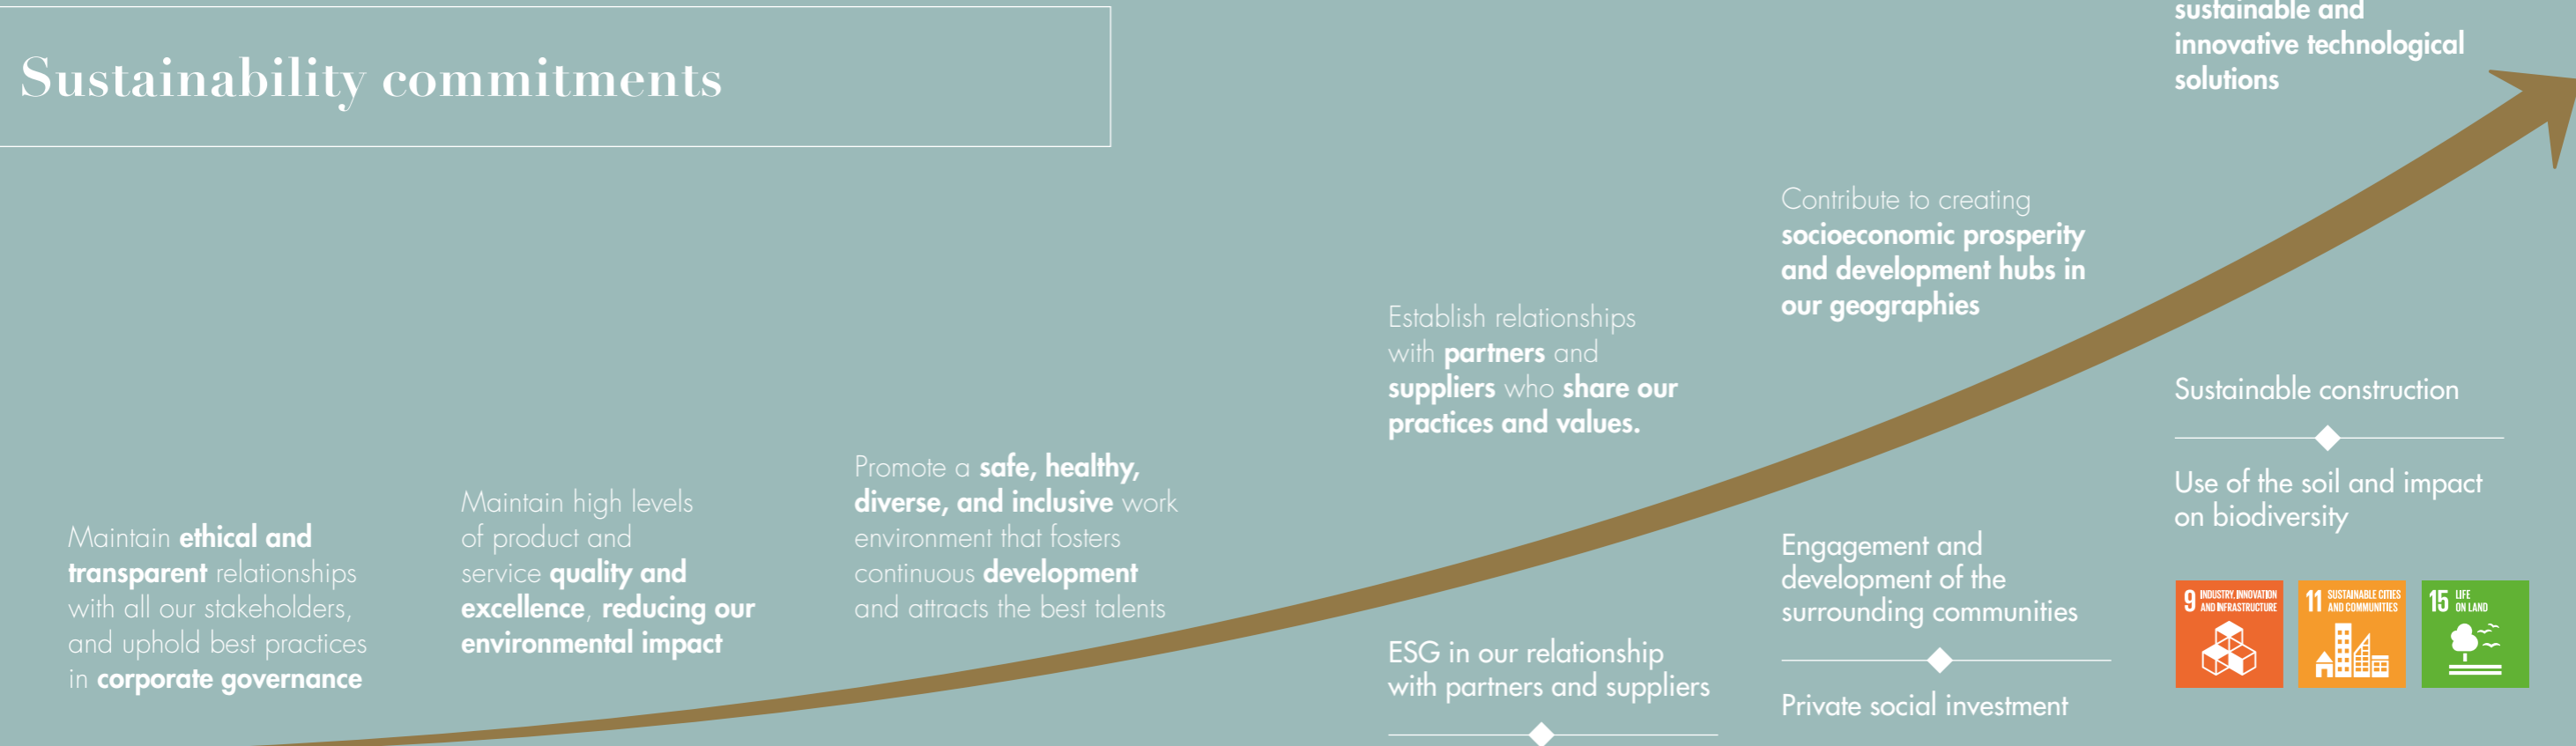 Sustainability commitments
Maintain ethical and
transparent relationships
with all our stakeholders,
and uphold best practices
in corporate governance
Maintain high levels
of product and
service quality and
excellence, reducing our
environmental impact
Promote a safe, healthy,
diverse, and inclusive work
environment that fosters
continuous development
and attracts the best talents
Establish relationships
with partners and
suppliers who share our
practices and values.
ESG in our relationship
with partners and suppliers
Contribute to creating
socioeconomic prosperity
and development hubs in
our geographies
Engagement and
development of the
surrounding communities
Private social investment
sustainable and
innovative technological
solutions
Sustainable construction
Use of the soil and impact
on biodiversity
9 INDUSTRY, INNOVATION
AND INFRASTRUCTURE
11 SUSTAINABLE CITIES
AND COMMUNITIES
15 LIFE
ON LAND